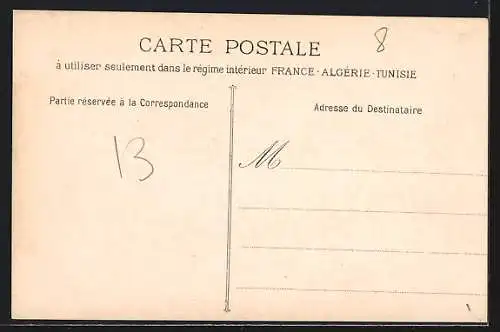 CARTE POSTALE
8
à utiliser seulement dans le régime intérieur FRANCE - ALGÉRIE - TUNISIE
Partie réservée à la Correspondance
Adresse du Destinataire
13
M